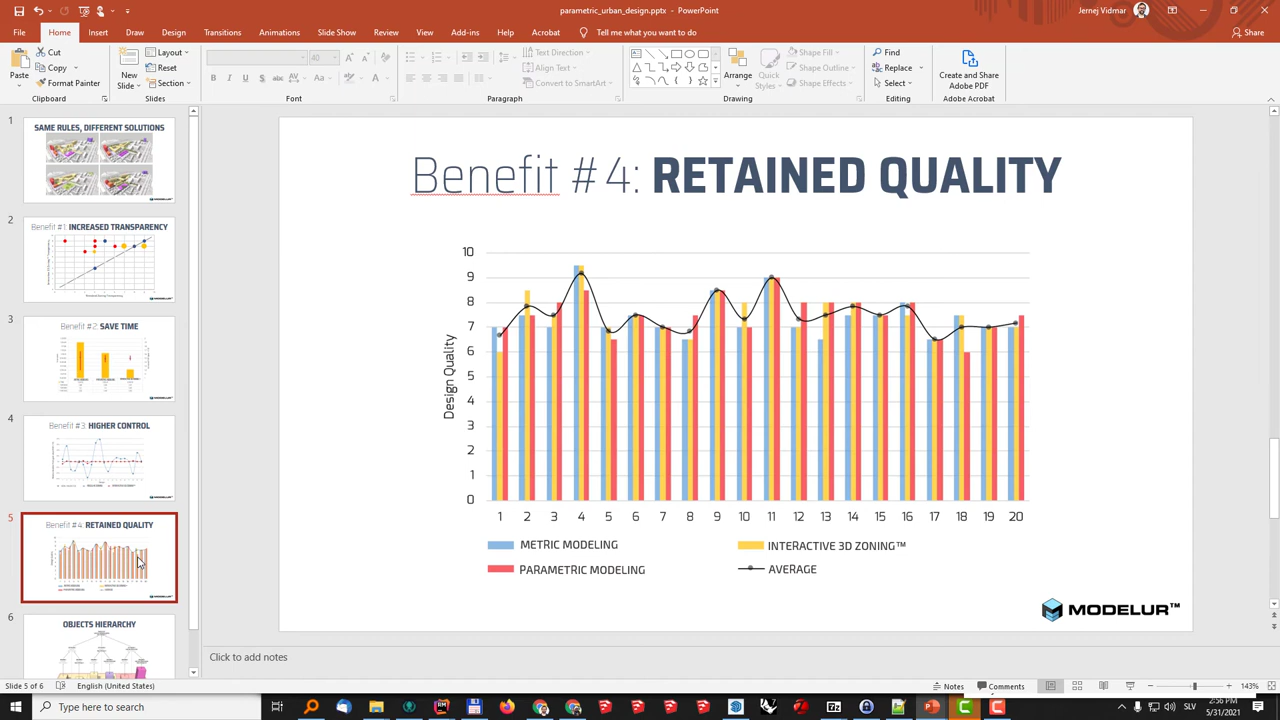 parametric_urban_design.pptx - PowerPoint
Jernej Vidmar
File Home Insert Draw Design Transitions Animations Slide Show Review View Add-ins Help Acrobat Tell me what you want to do Share
Paste
Cut
Copy
Format Painter
Clipboard
New Slide
Layout
Reset
Section
Slides
40
Font
Text Direction
Align Text
Convert to SmartArt
Paragraph
Arrange
Quick Styles
Shape Fill
Shape Outline
Shape Effects
Drawing
Find
Replace
Select
Editing
Create and Share Adobe PDF
Adobe Acrobat
1
SAME RULES, DIFFERENT SOLUTIONS
2
Benefit #1: INCREASED TRANSPARENCY
3
Benefit #2: SAVE TIME
4
Benefit #3: HIGHER CONTROL
5
Benefit #4: RETAINED QUALITY
6
OBJECTS HIERARCHY
Benefit #4: RETAINED QUALITY
Design Quality
10
9
8
7
6
5
4
3
2
1
0
1 2 3 4 5 6 7 8 9 10 11 12 13 14 15 16 17 18 19 20
METRIC MODELING INTERACTIVE 3D ZONING™
PARAMETRIC MODELING AVERAGE
MODELUR™
Click to add notes
Slide 5 of 6 English (United States) Notes Comments 143%
Type here to search
SLV
2:56 PM
5/31/2021